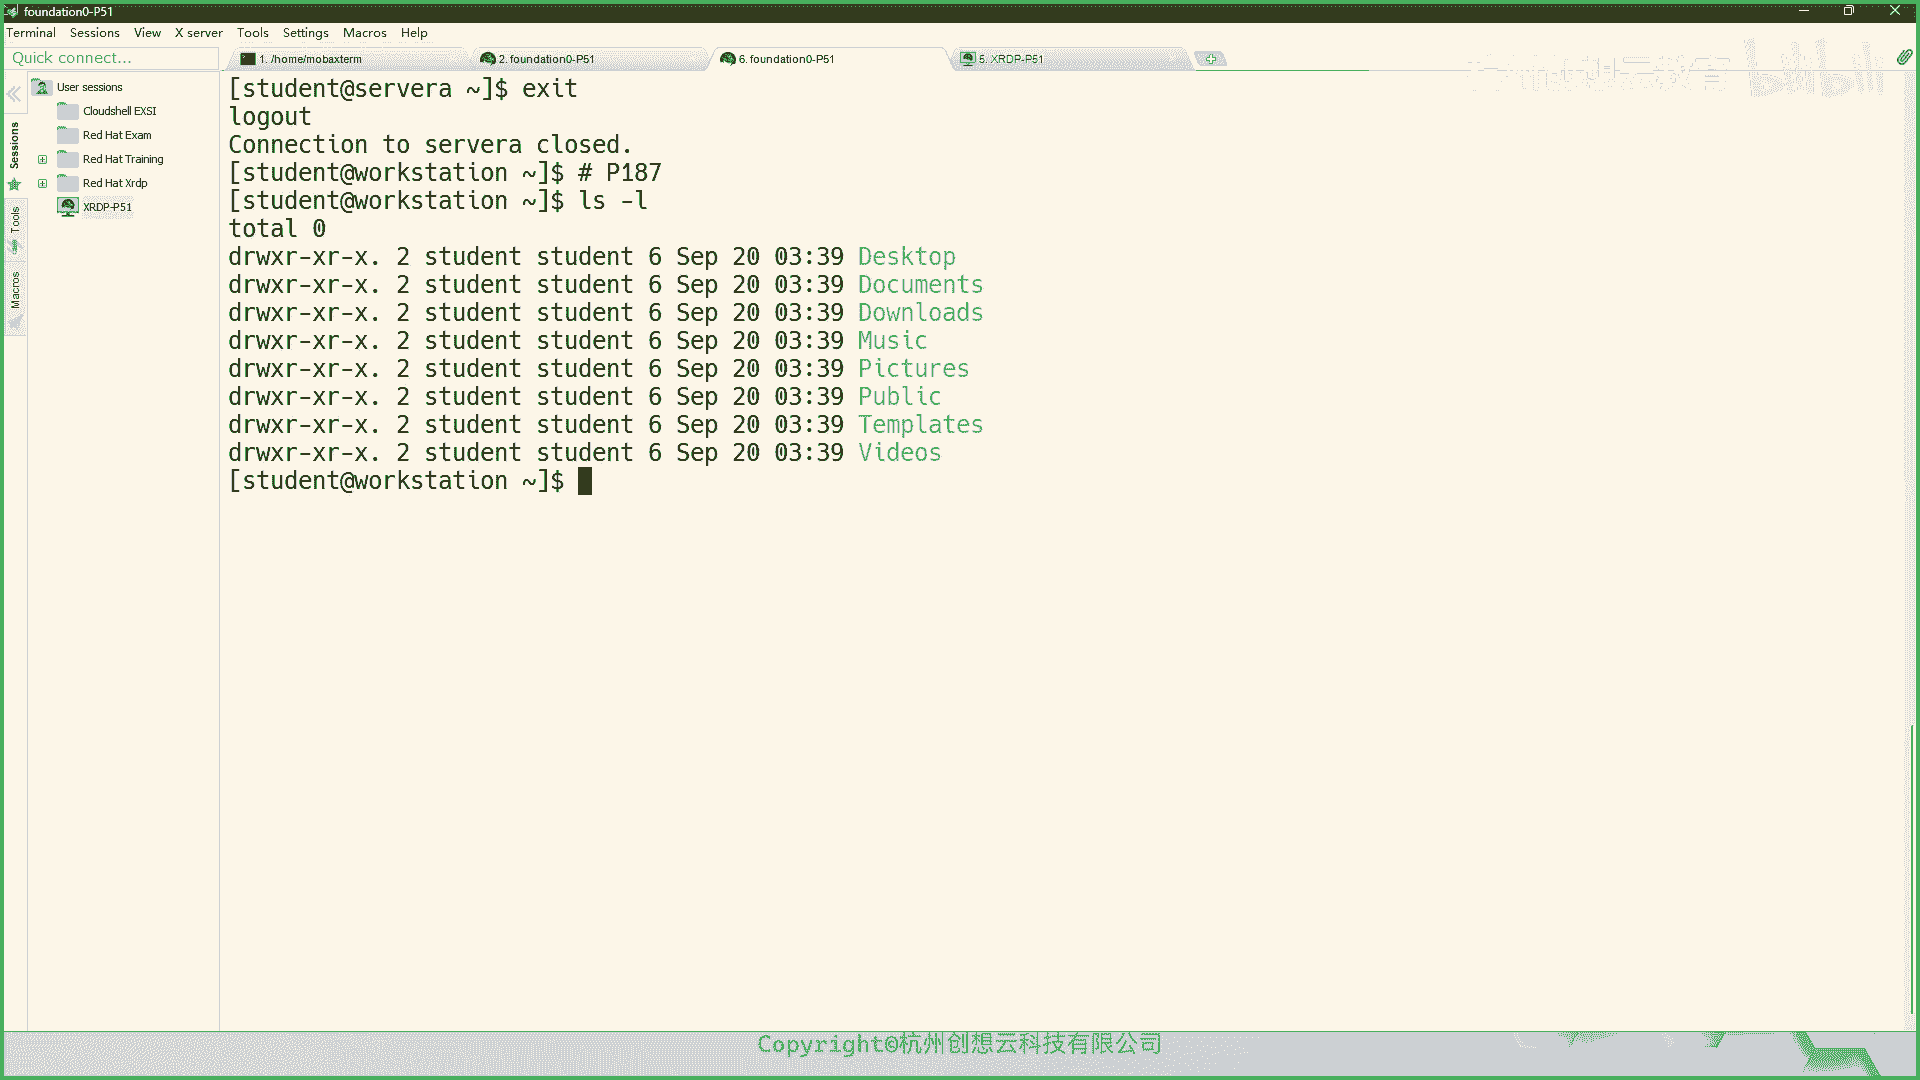 foundation0-P51
Terminal Sessions View X server Tools Settings Macros Help
Quick connect...
1. /home/mobaxterm
2. foundation0-P51
6. foundation0-P51
5. XRDP-P51
User sessions
Cloudshell EXSI
Red Hat Exam
Red Hat Training
Red Hat Xrdp
XRDP-P51
Sessions
Tools
Macros
[student@servera ~]$ exit
logout
Connection to servera closed.
[student@workstation ~]$ # P187
[student@workstation ~]$ ls -l
total 0
drwxr-xr-x. 2 student student 6 Sep 20 03:39 Desktop
drwxr-xr-x. 2 student student 6 Sep 20 03:39 Documents
drwxr-xr-x. 2 student student 6 Sep 20 03:39 Downloads
drwxr-xr-x. 2 student student 6 Sep 20 03:39 Music
drwxr-xr-x. 2 student student 6 Sep 20 03:39 Pictures
drwxr-xr-x. 2 student student 6 Sep 20 03:39 Public
drwxr-xr-x. 2 student student 6 Sep 20 03:39 Templates
drwxr-xr-x. 2 student student 6 Sep 20 03:39 Videos
[student@workstation ~]$
Copyright©杭州创想云科技有限公司